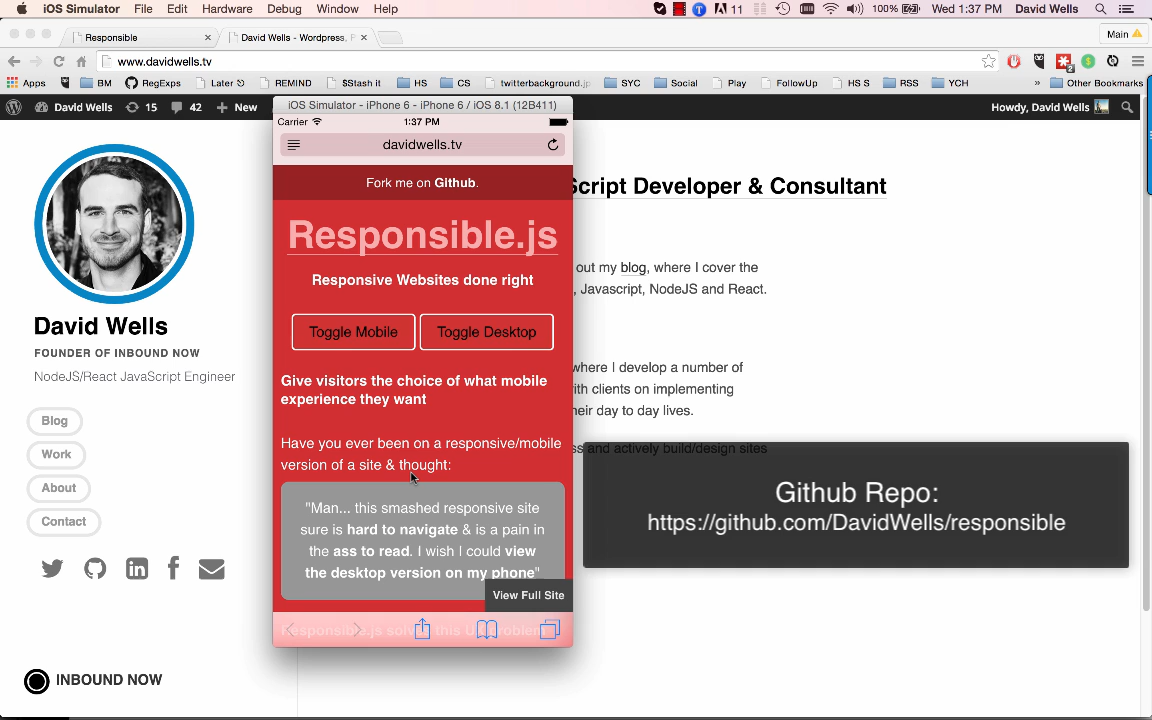 iOS Simulator File Edit Hardware Debug Window Help
11 100% Wed 1:37 PM David Wells
Responsible
David Wells - Wordpress, P
Main
www.davidwells.tv
Apps BM RegExps Later REMIND $Stash it HS CS twitterbackground.jp SYC Social Play FollowUp HS S RSS YCH » Other Bookmarks
David Wells 15 42 + New
Howdy, David Wells
iOS Simulator - iPhone 6 - iPhone 6 / iOS 8.1 (12B411)
Carrier 1:37 PM
davidwells.tv
Fork me on Github.
Responsible.js
Responsive Websites done right
Toggle Mobile Toggle Desktop
Give visitors the choice of what mobile
experience they want
Have you ever been on a responsive/mobile
version of a site & thought:
"Man... this smashed responsive site
sure is hard to navigate & is a pain in
the ass to read. I wish I could view
the desktop version on my phone"
View Full Site
Responsible.js
David Wells
FOUNDER OF INBOUND NOW
NodeJS/React JavaScript Engineer
Blog
Work
About
Contact
INBOUND NOW
Script Developer & Consultant
out my blog, where I cover the
, Javascript, NodeJS and React.
where I develop a number of
ith clients on implementing
heir day to day lives.
ss and actively build/design sites
Github Repo:
https://github.com/DavidWells/responsible